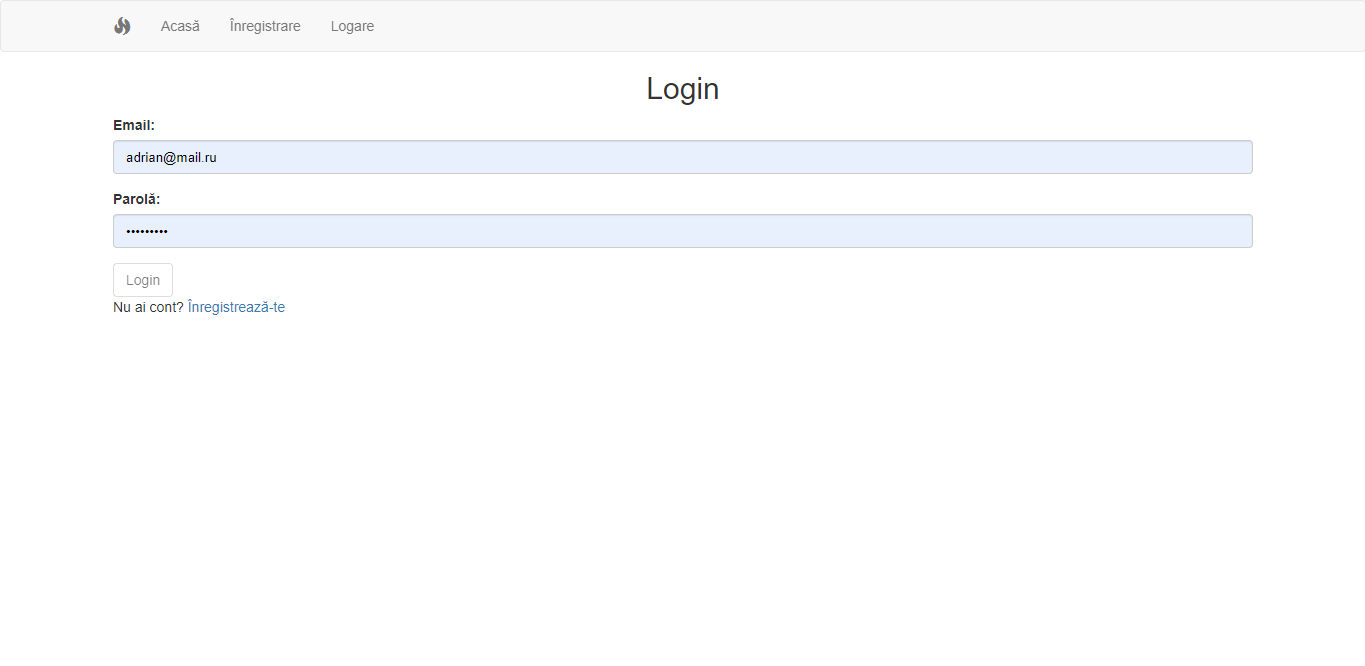 Acasă Înregistrare Logare
Login
Email:
adrian@mail.ru
Parolă:
•••••••••
Login
Nu ai cont? Înregistrează-te